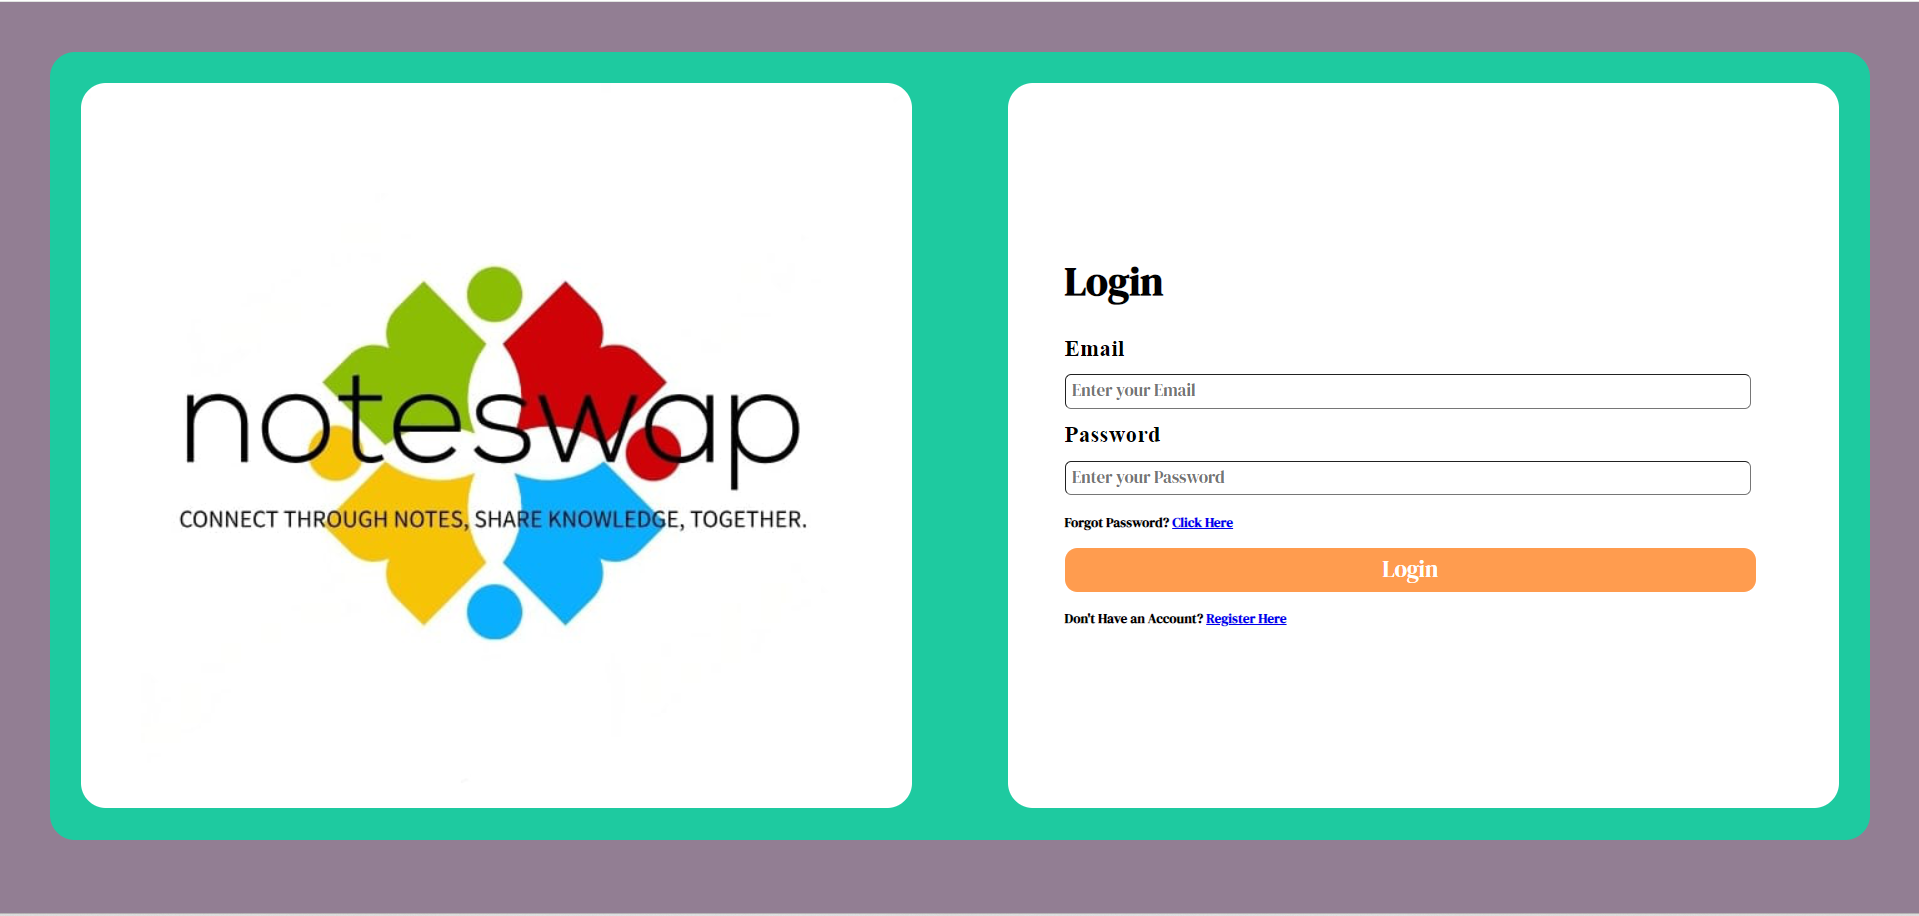 noteswap
CONNECT THROUGH NOTES, SHARE KNOWLEDGE, TOGETHER.
Login
Email
Enter your Email
Password
Enter your Password
Forgot Password? Click Here
Login
Don't Have an Account? Register Here